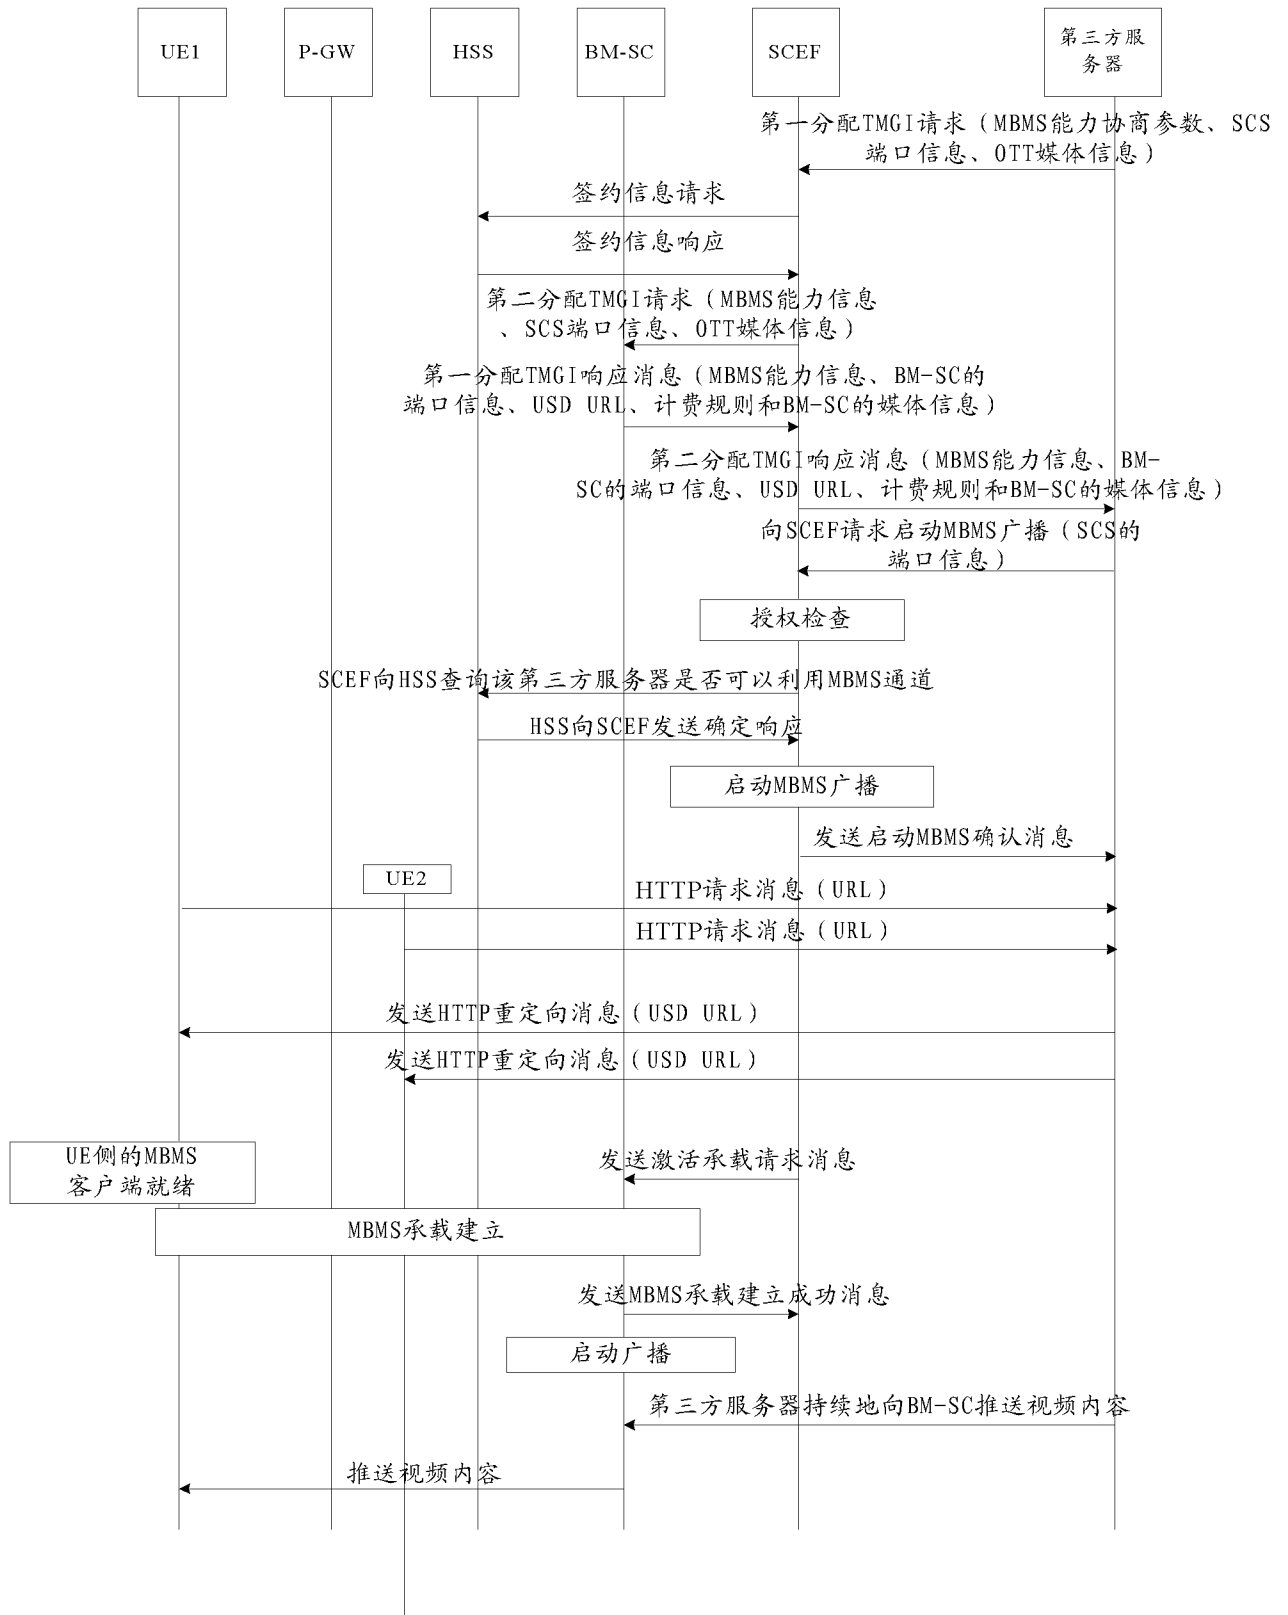 UE1
P-GW
HSS
BM-SC
SCEF
第三方服
务器
第一分配TMGI请求（MBMS能力协商参数、SCS
端口信息、OTT媒体信息）
签约信息请求
签约信息响应
第二分配TMGI请求（MBMS能力信息
、SCS端口信息、OTT媒体信息）
第一分配TMGI响应消息（MBMS能力信息、BM-SC的
端口信息、USD URL、计费规则和BM-SC的媒体信息）
第二分配TMGI响应消息（MBMS能力信息、BM-
SC的端口信息、USD URL、计费规则和BM-SC的媒体信息）
向SCEF请求启动MBMS广播（SCS的
端口信息）
授权检查
SCEF向HSS查询该第三方服务器是否可以利用MBMS通道
HSS向SCEF发送确定响应
启动MBMS广播
发送启动MBMS确认消息
UE2
HTTP请求消息（URL）
HTTP请求消息（URL）
发送HTTP重定向消息（USD URL）
发送HTTP重定向消息（USD URL）
UE侧的MBMS
客户端就绪
发送激活承载请求消息
MBMS承载建立
发送MBMS承载建立成功消息
启动广播
第三方服务器持续地向BM-SC推送视频内容
推送视频内容